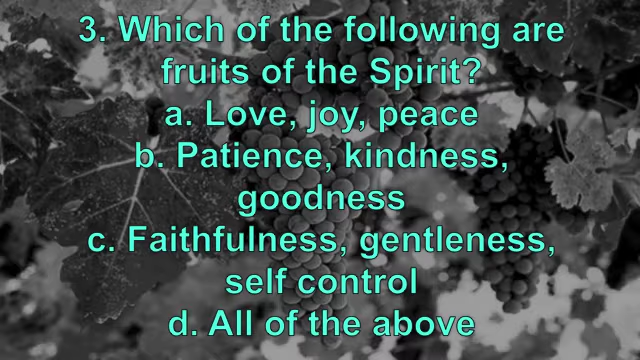 3. Which of the following are
fruits of the Spirit?
a. Love, joy, peace
b. Patience, kindness,
goodness
c. Faithfulness, gentleness,
self control
d. All of the above